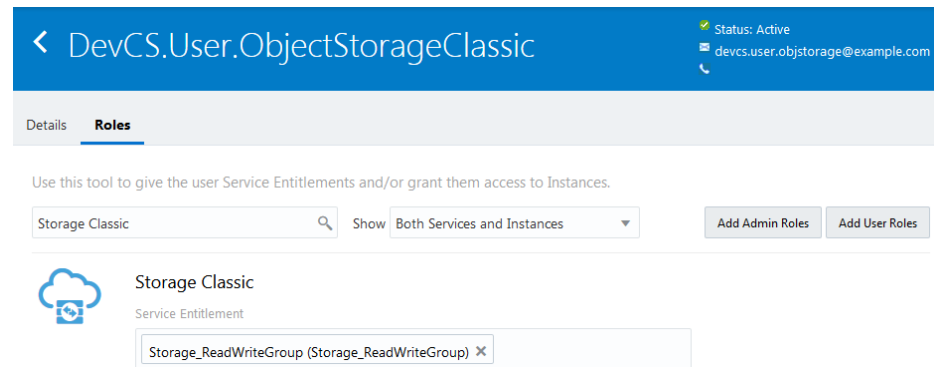 DevCS.User.ObjectStorageClassic
Status: Active
devcs.user.objstorage@example.com
Details Roles
Use this tool to give the user Service Entitlements and/or grant them access to Instances.
Storage Classic Show Both Services and Instances Add Admin Roles Add User Roles
Storage Classic
Service Entitlement
Storage_ReadWriteGroup (Storage_ReadWriteGroup) ×